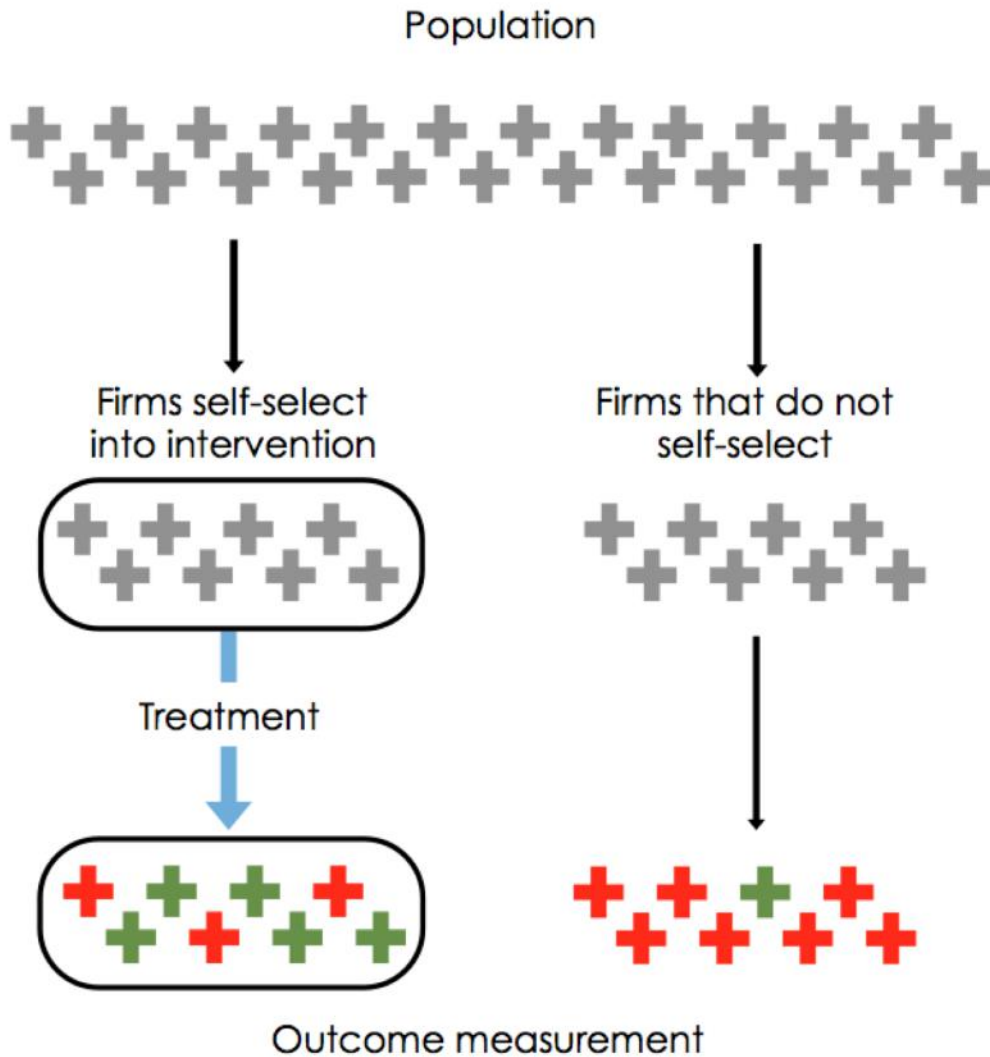 Population
Firms self-select
into intervention
Firms that do not
self-select
Treatment
Outcome measurement